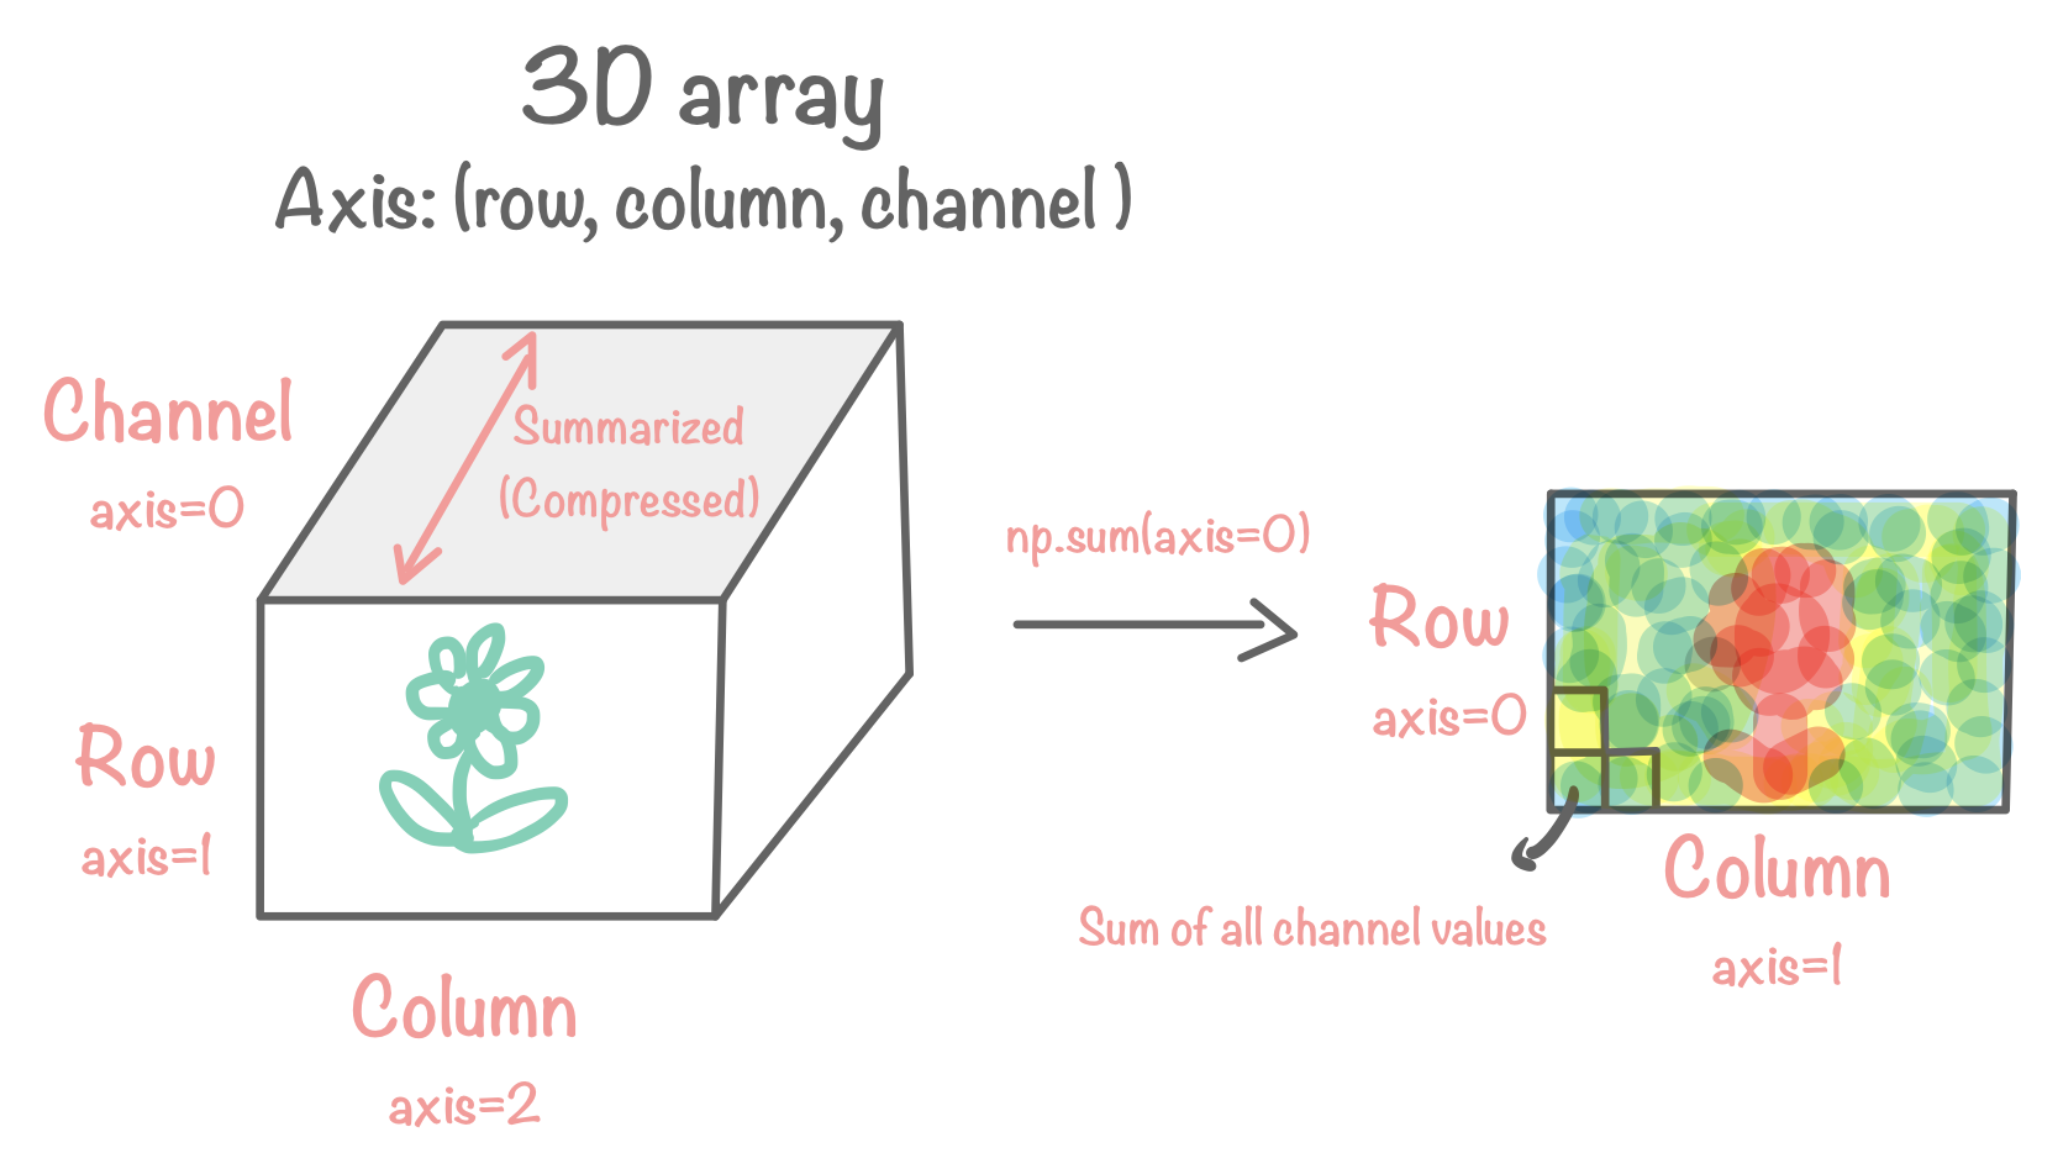 3D array
Axis: (row, column, channel )
Channel
axis=0
Summarized
(Compressed)
Row
axis=1
Column
axis=2
np.sum(axis=0)
Row
axis=0
Sum of all channel values
Column
axis=1